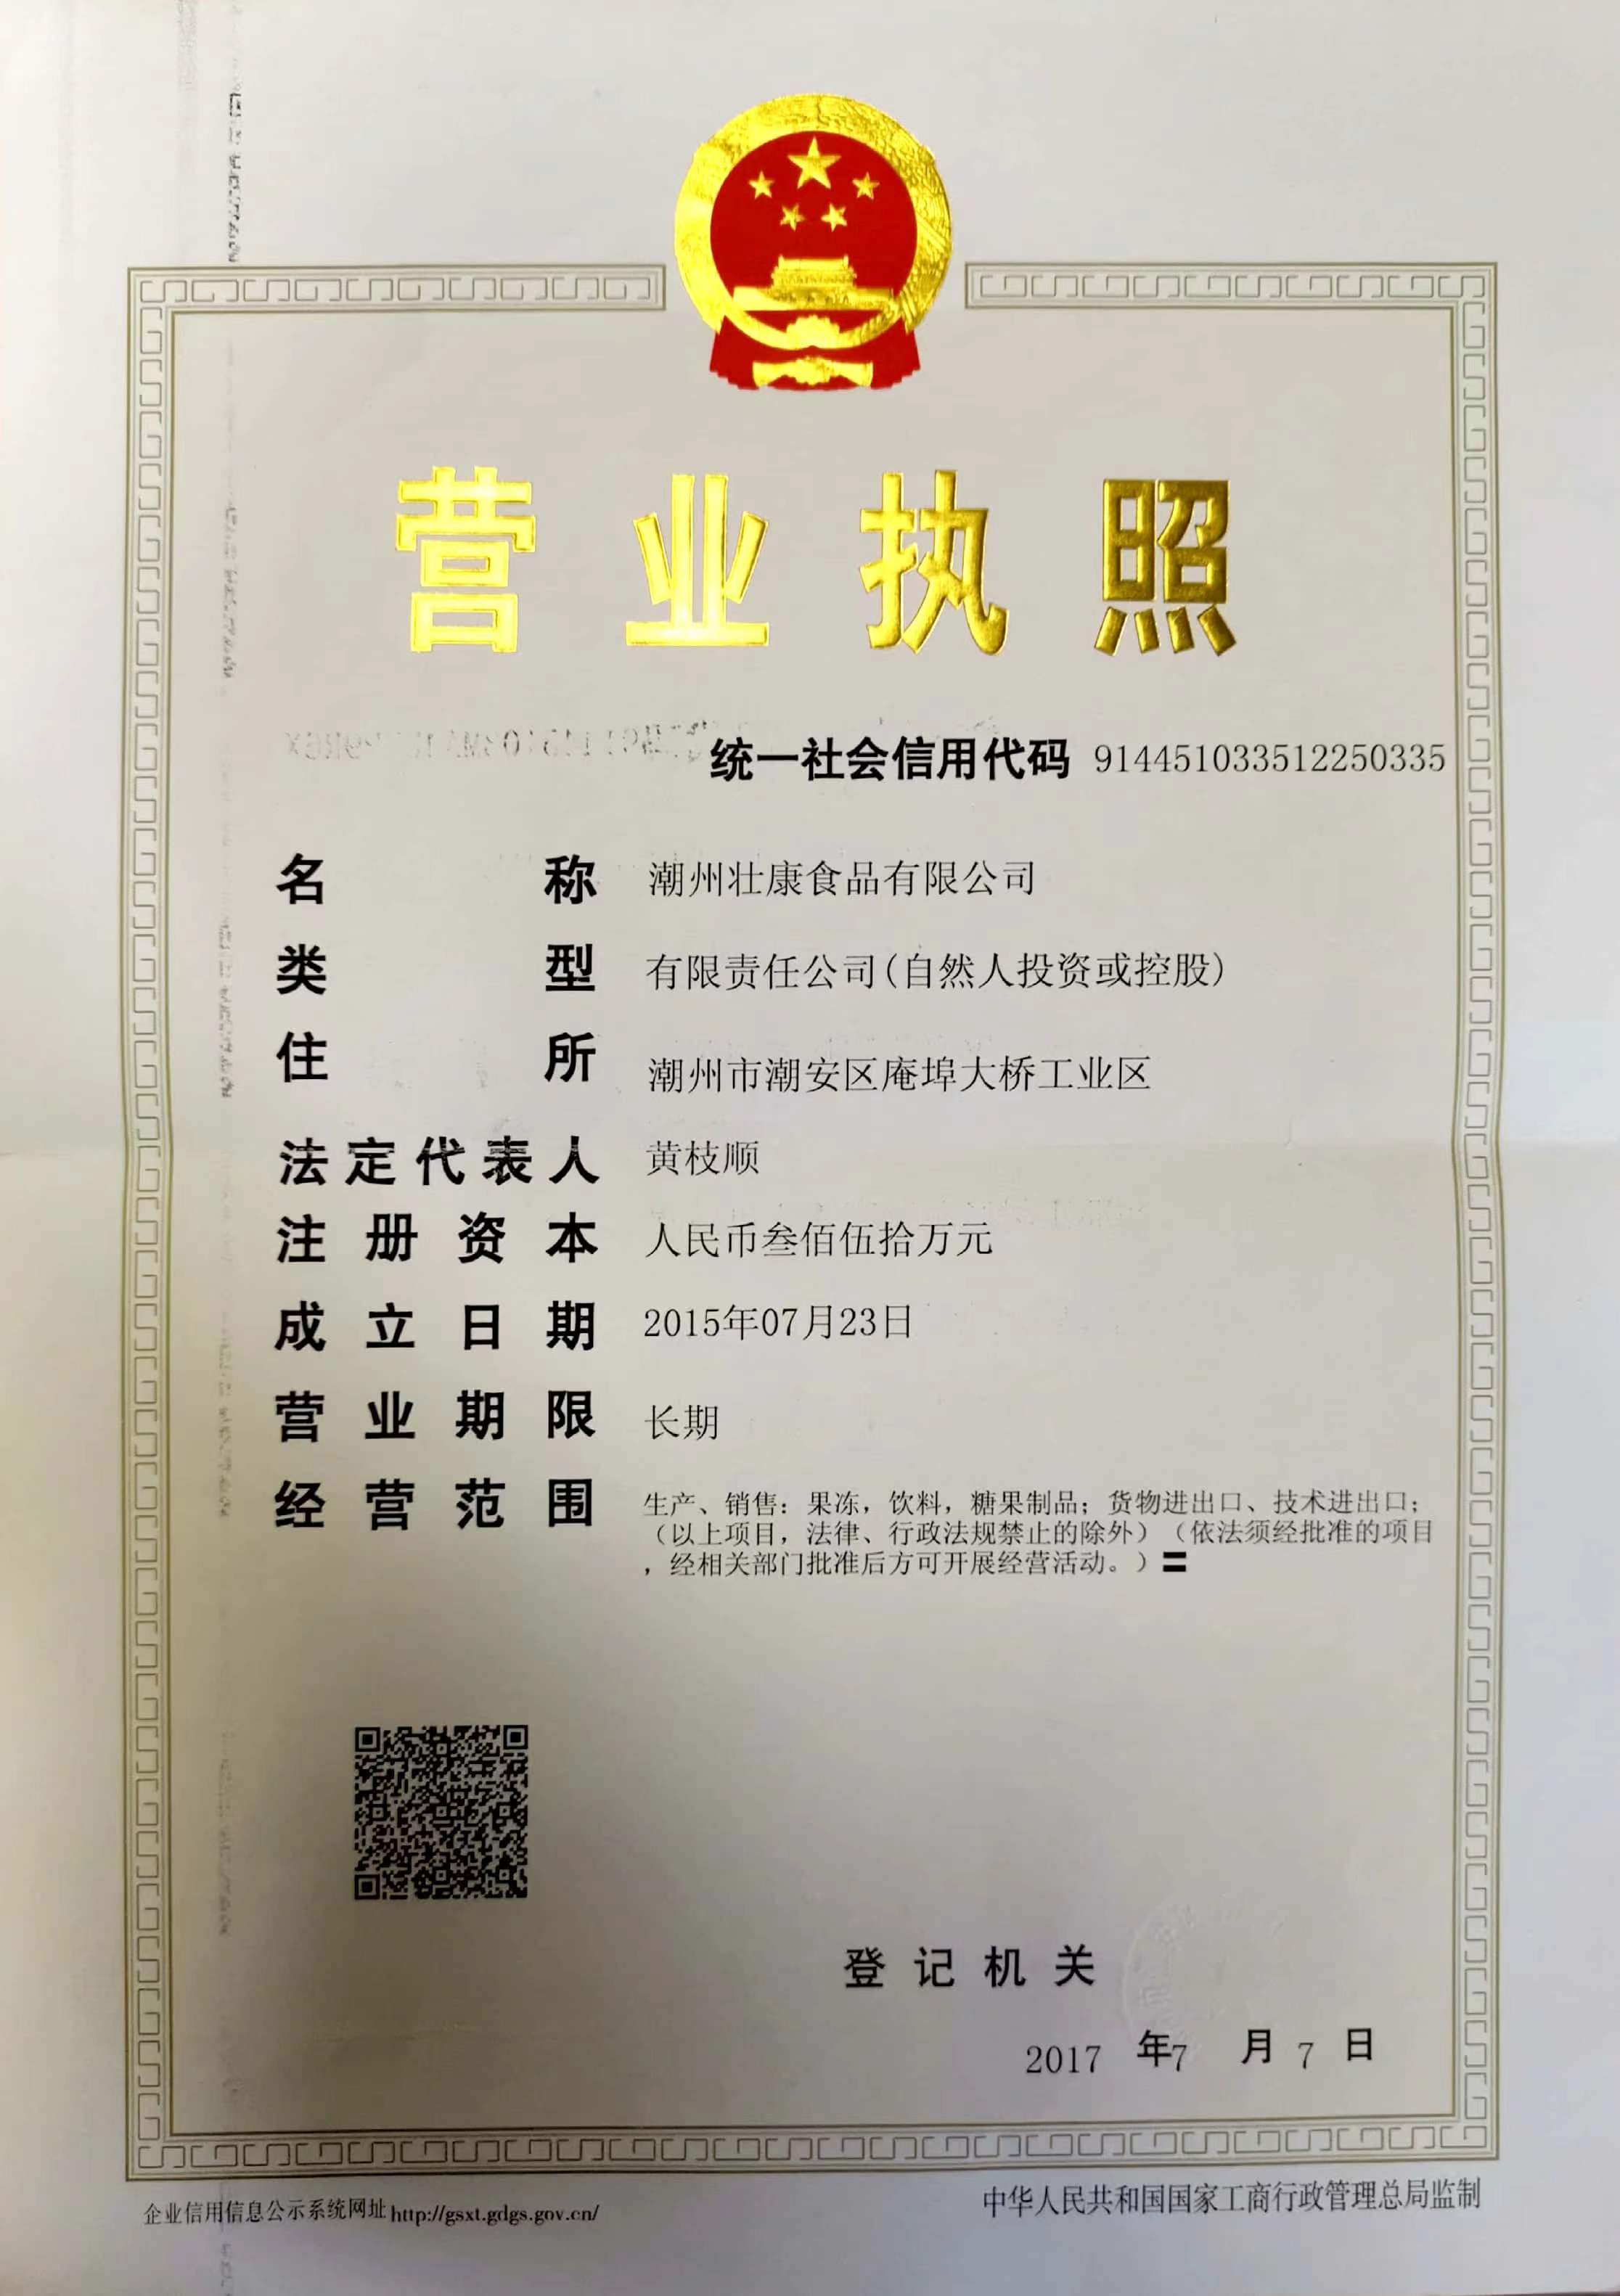 营业执照
统一社会信用代码 914451033512250335
名称 潮州壮康食品有限公司
类型 有限责任公司(自然人投资或控股)
住所 潮州市潮安区庵埠大桥工业区
法定代表人 黄枝顺
注册资本 人民币叁佰伍拾万元
成立日期 2015年07月23日
营业期限 长期
经营范围 生产、销售：果冻，饮料，糖果制品；货物进出口、技术进出口；
（以上项目，法律、行政法规禁止的除外）（依法须经批准的项目
，经相关部门批准后方可开展经营活动。）〓
登记机关
2017 年7 月 7 日
企业信用信息公示系统网址http://gsxt.gdgs.gov.cn/
中华人民共和国国家工商行政管理总局监制